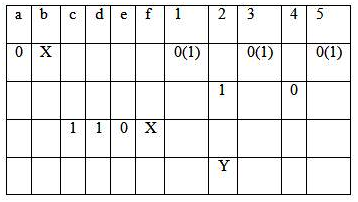 a b c d e f 1 2 3 4 5
0 X 0(1) 0(1) 0(1)
1 0
1 1 0 X
Y